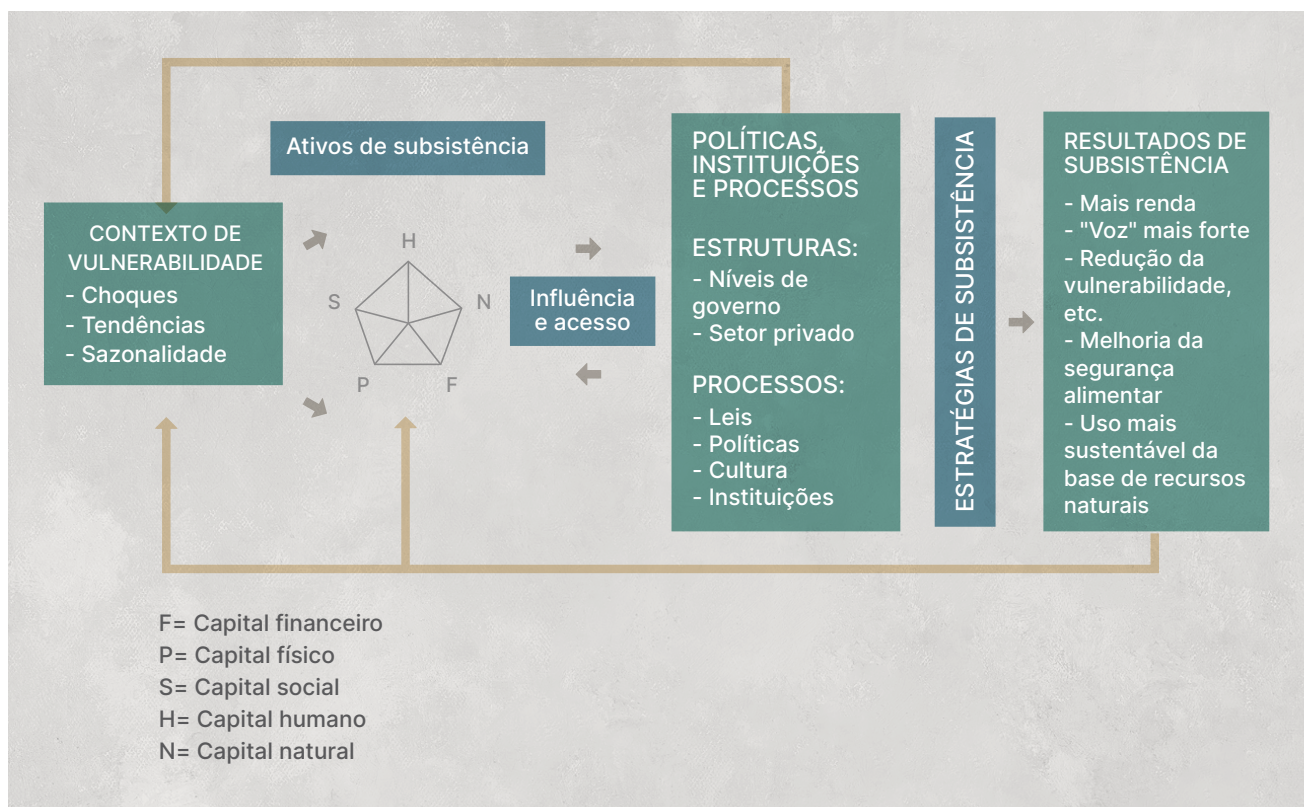 Ativos de subsistência
CONTEXTO DE
VULNERABILIDADE
- Choques
- Tendências
- Sazonalidade
H
S
N
P
F
Influência
e acesso
POLÍTICAS,
INSTITUIÇÕES
E PROCESSOS
ESTRUTURAS:
- Níveis de
governo
- Setor privado
PROCESSOS:
- Leis
- Políticas
- Cultura
- Instituições
ESTRATÉGIAS DE SUBSISTÊNCIA
RESULTADOS DE
SUBSISTÊNCIA
- Mais renda
- "Voz" mais forte
- Redução da
vulnerabilidade,
etc.
- Melhoria da
segurança
alimentar
- Uso mais
sustentável da
base de recursos
naturais
F= Capital financeiro
P= Capital físico
S= Capital social
H= Capital humano
N= Capital natural